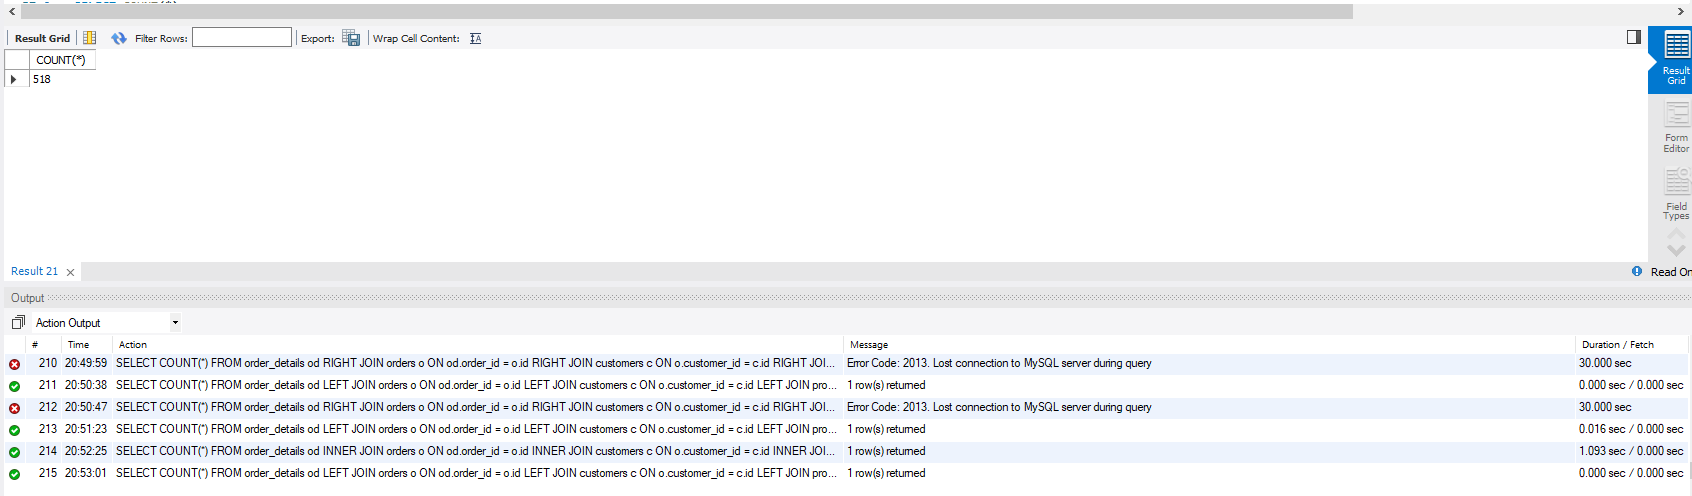 SELECT COUNT(*)
Result Grid Filter Rows: Export: Wrap Cell Content:
COUNT(*)
518
Result Grid
Form Editor
Field Types
Result 21 Read On
Output
Action Output
# Time Action Message Duration / Fetch
210 20:49:59 SELECT COUNT(*) FROM order_details od RIGHT JOIN orders o ON od.order_id = o.id RIGHT JOIN customers c ON o.customer_id = c.id RIGHT JOI... Error Code: 2013. Lost connection to MySQL server during query 30.000 sec
211 20:50:38 SELECT COUNT(*) FROM order_details od LEFT JOIN orders o ON od.order_id = o.id LEFT JOIN customers c ON o.customer_id = c.id LEFT JOIN pro... 1 row(s) returned 0.000 sec / 0.000 sec
212 20:50:47 SELECT COUNT(*) FROM order_details od RIGHT JOIN orders o ON od.order_id = o.id RIGHT JOIN customers c ON o.customer_id = c.id RIGHT JOI... Error Code: 2013. Lost connection to MySQL server during query 30.000 sec
213 20:51:23 SELECT COUNT(*) FROM order_details od LEFT JOIN orders o ON od.order_id = o.id LEFT JOIN customers c ON o.customer_id = c.id LEFT JOIN pro... 1 row(s) returned 0.016 sec / 0.000 sec
214 20:52:25 SELECT COUNT(*) FROM order_details od INNER JOIN orders o ON od.order_id = o.id INNER JOIN customers c ON o.customer_id = c.id INNER JOI... 1 row(s) returned 1.093 sec / 0.000 sec
215 20:53:01 SELECT COUNT(*) FROM order_details od LEFT JOIN orders o ON od.order_id = o.id LEFT JOIN customers c ON o.customer_id = c.id LEFT JOIN pro... 1 row(s) returned 0.000 sec / 0.000 sec